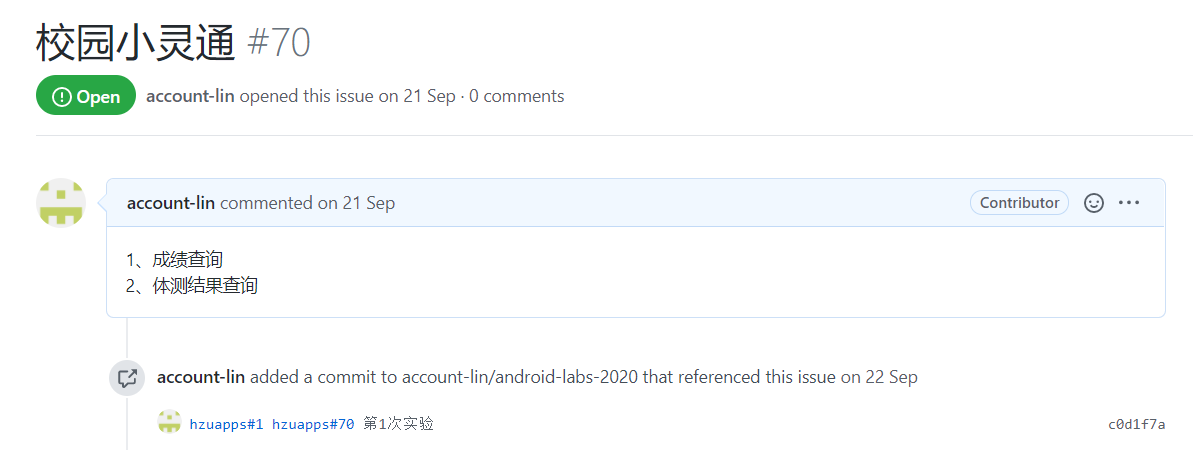 校园小灵通 #70
Open account-lin opened this issue on 21 Sep · 0 comments
account-lin commented on 21 Sep Contributor
1、成绩查询
2、体测结果查询
account-lin added a commit to account-lin/android-labs-2020 that referenced this issue on 22 Sep
hzuapps#1 hzuapps#70 第1次实验 c0d1f7a